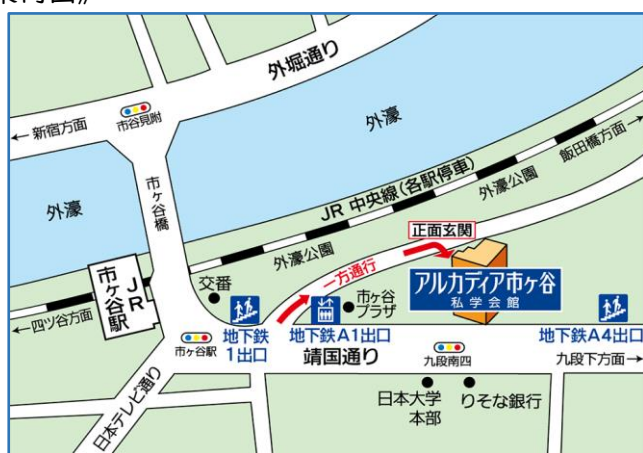 案内図》
外堀通り
市谷見附
← 新宿方面
外濠
飯田橋方面 →
外濠
市ヶ谷橋
JR 中央線(各駅停車)
外濠公園
外濠公園
正面玄関
一方通行
アルカディア市ヶ谷
私学会館
JR
市ヶ谷駅
交番
市ヶ谷
プラザ
← 四ツ谷方面
地下鉄
1出口
地下鉄A1出口
地下鉄A4出口
市ヶ谷駅
靖国通り
九段南四
九段下方面 →
日本テレビ通り
日本大学
本部
りそな銀行